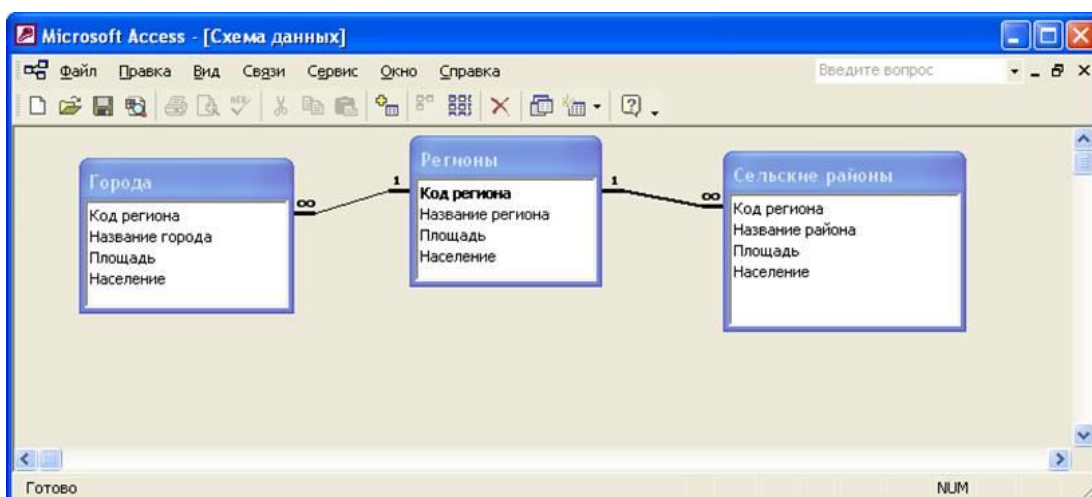 Microsoft Access - [Схема данных]
Файл Правка Вид Связи Сервис Окно Справка Введите вопрос
Города
Код региона
Название города
Площадь
Население
∞ 1
Регионы
Код региона
Название региона
Площадь
Население
1 ∞
Сельские районы
Код региона
Название района
Площадь
Население
Готово NUM